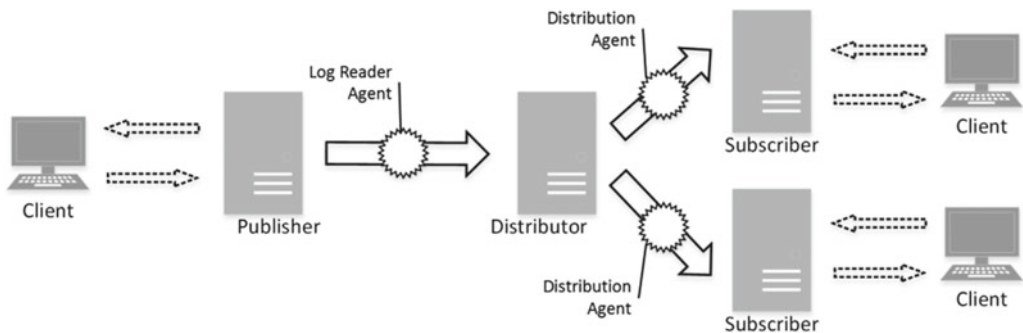 Client
Log Reader
Agent
Publisher
Distributor
Distribution
Agent
Subscriber
Client
Distribution
Agent
Subscriber
Client